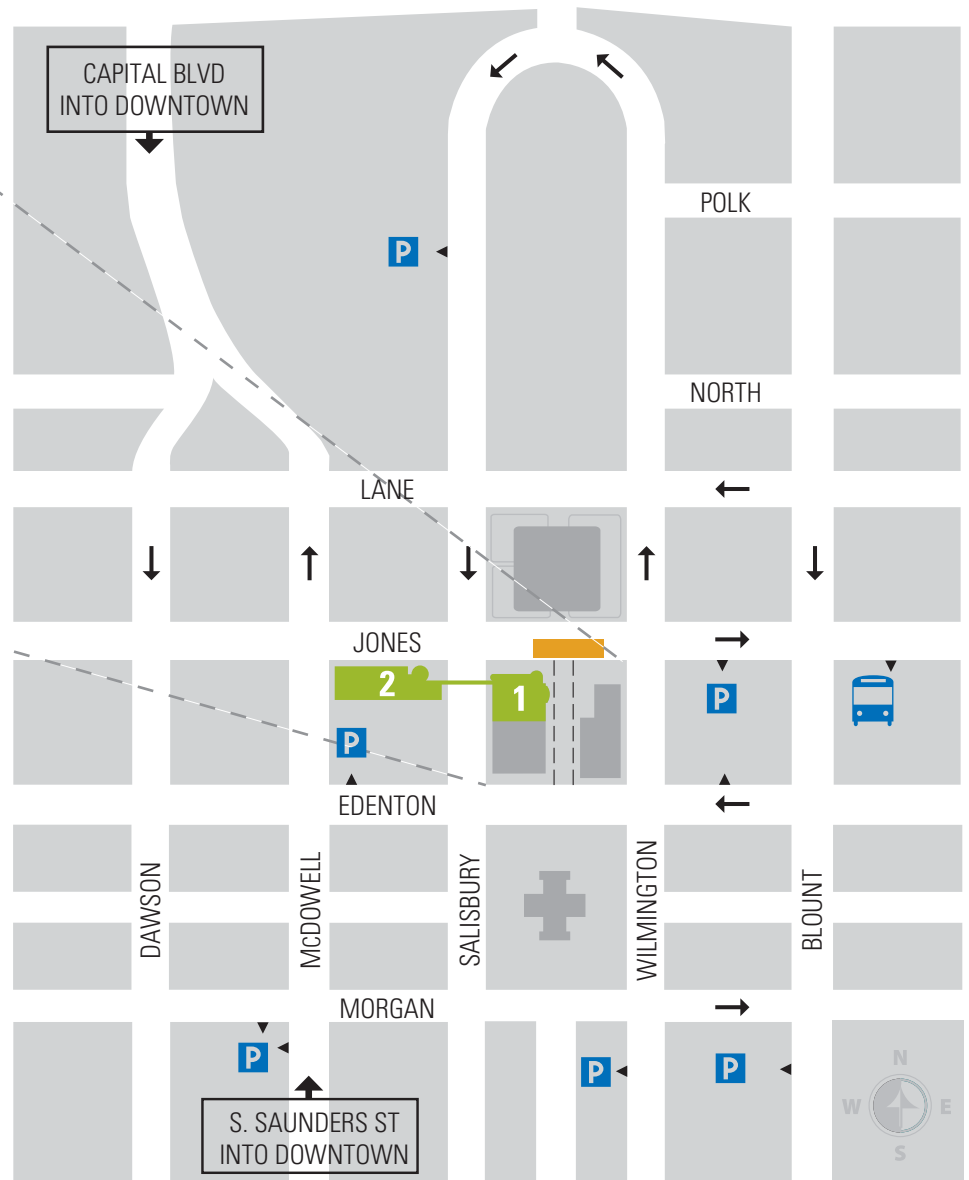 CAPITAL BLVD
INTO DOWNTOWN
POLK
P
NORTH
LANE
JONES
2
1
P
P
EDENTON
DAWSON
MCDOWELL
SALISBURY
WILMINGTON
BLOUNT
MORGAN
P
P
P
N
W
E
S
S. SAUNDERS ST
INTO DOWNTOWN